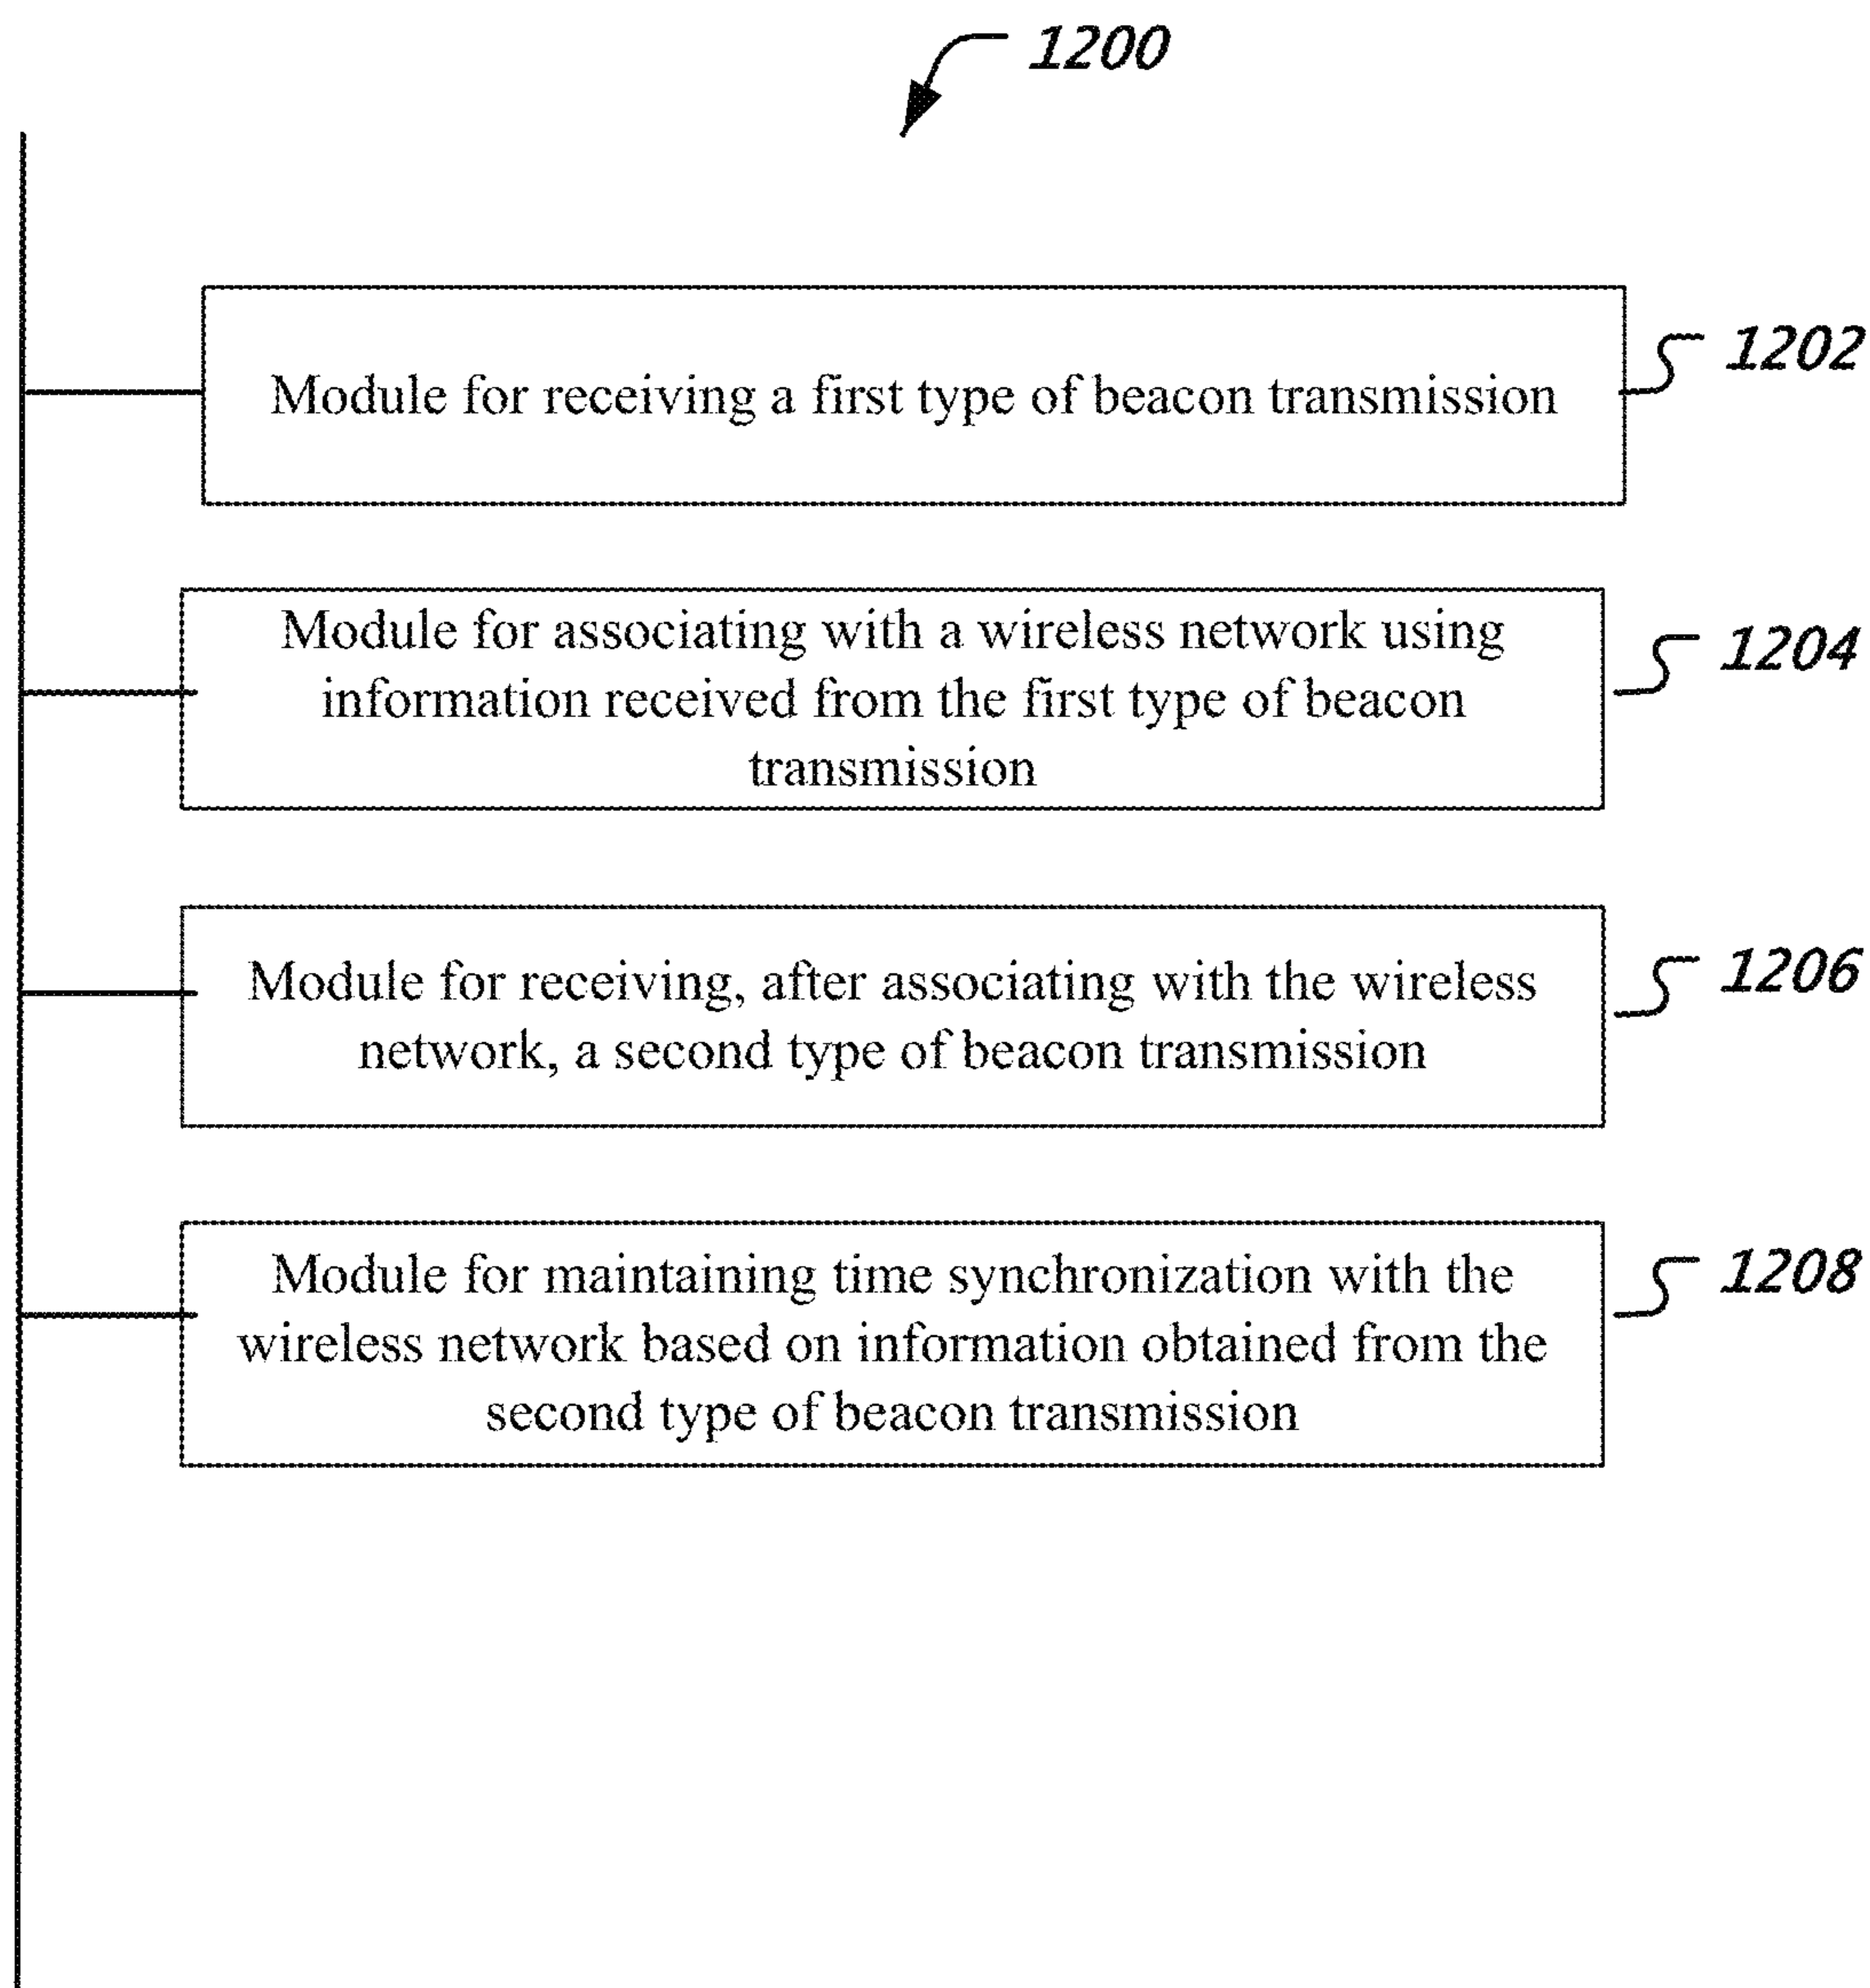 1200
Module for receiving a first type of beacon transmission
1202
Module for associating with a wireless network using
information received from the first type of beacon
transmission
1204
Module for receiving, after associating with the wireless
network, a second type of beacon transmission
1206
Module for maintaining time synchronization with the
wireless network based on information obtained from the
second type of beacon transmission
1208